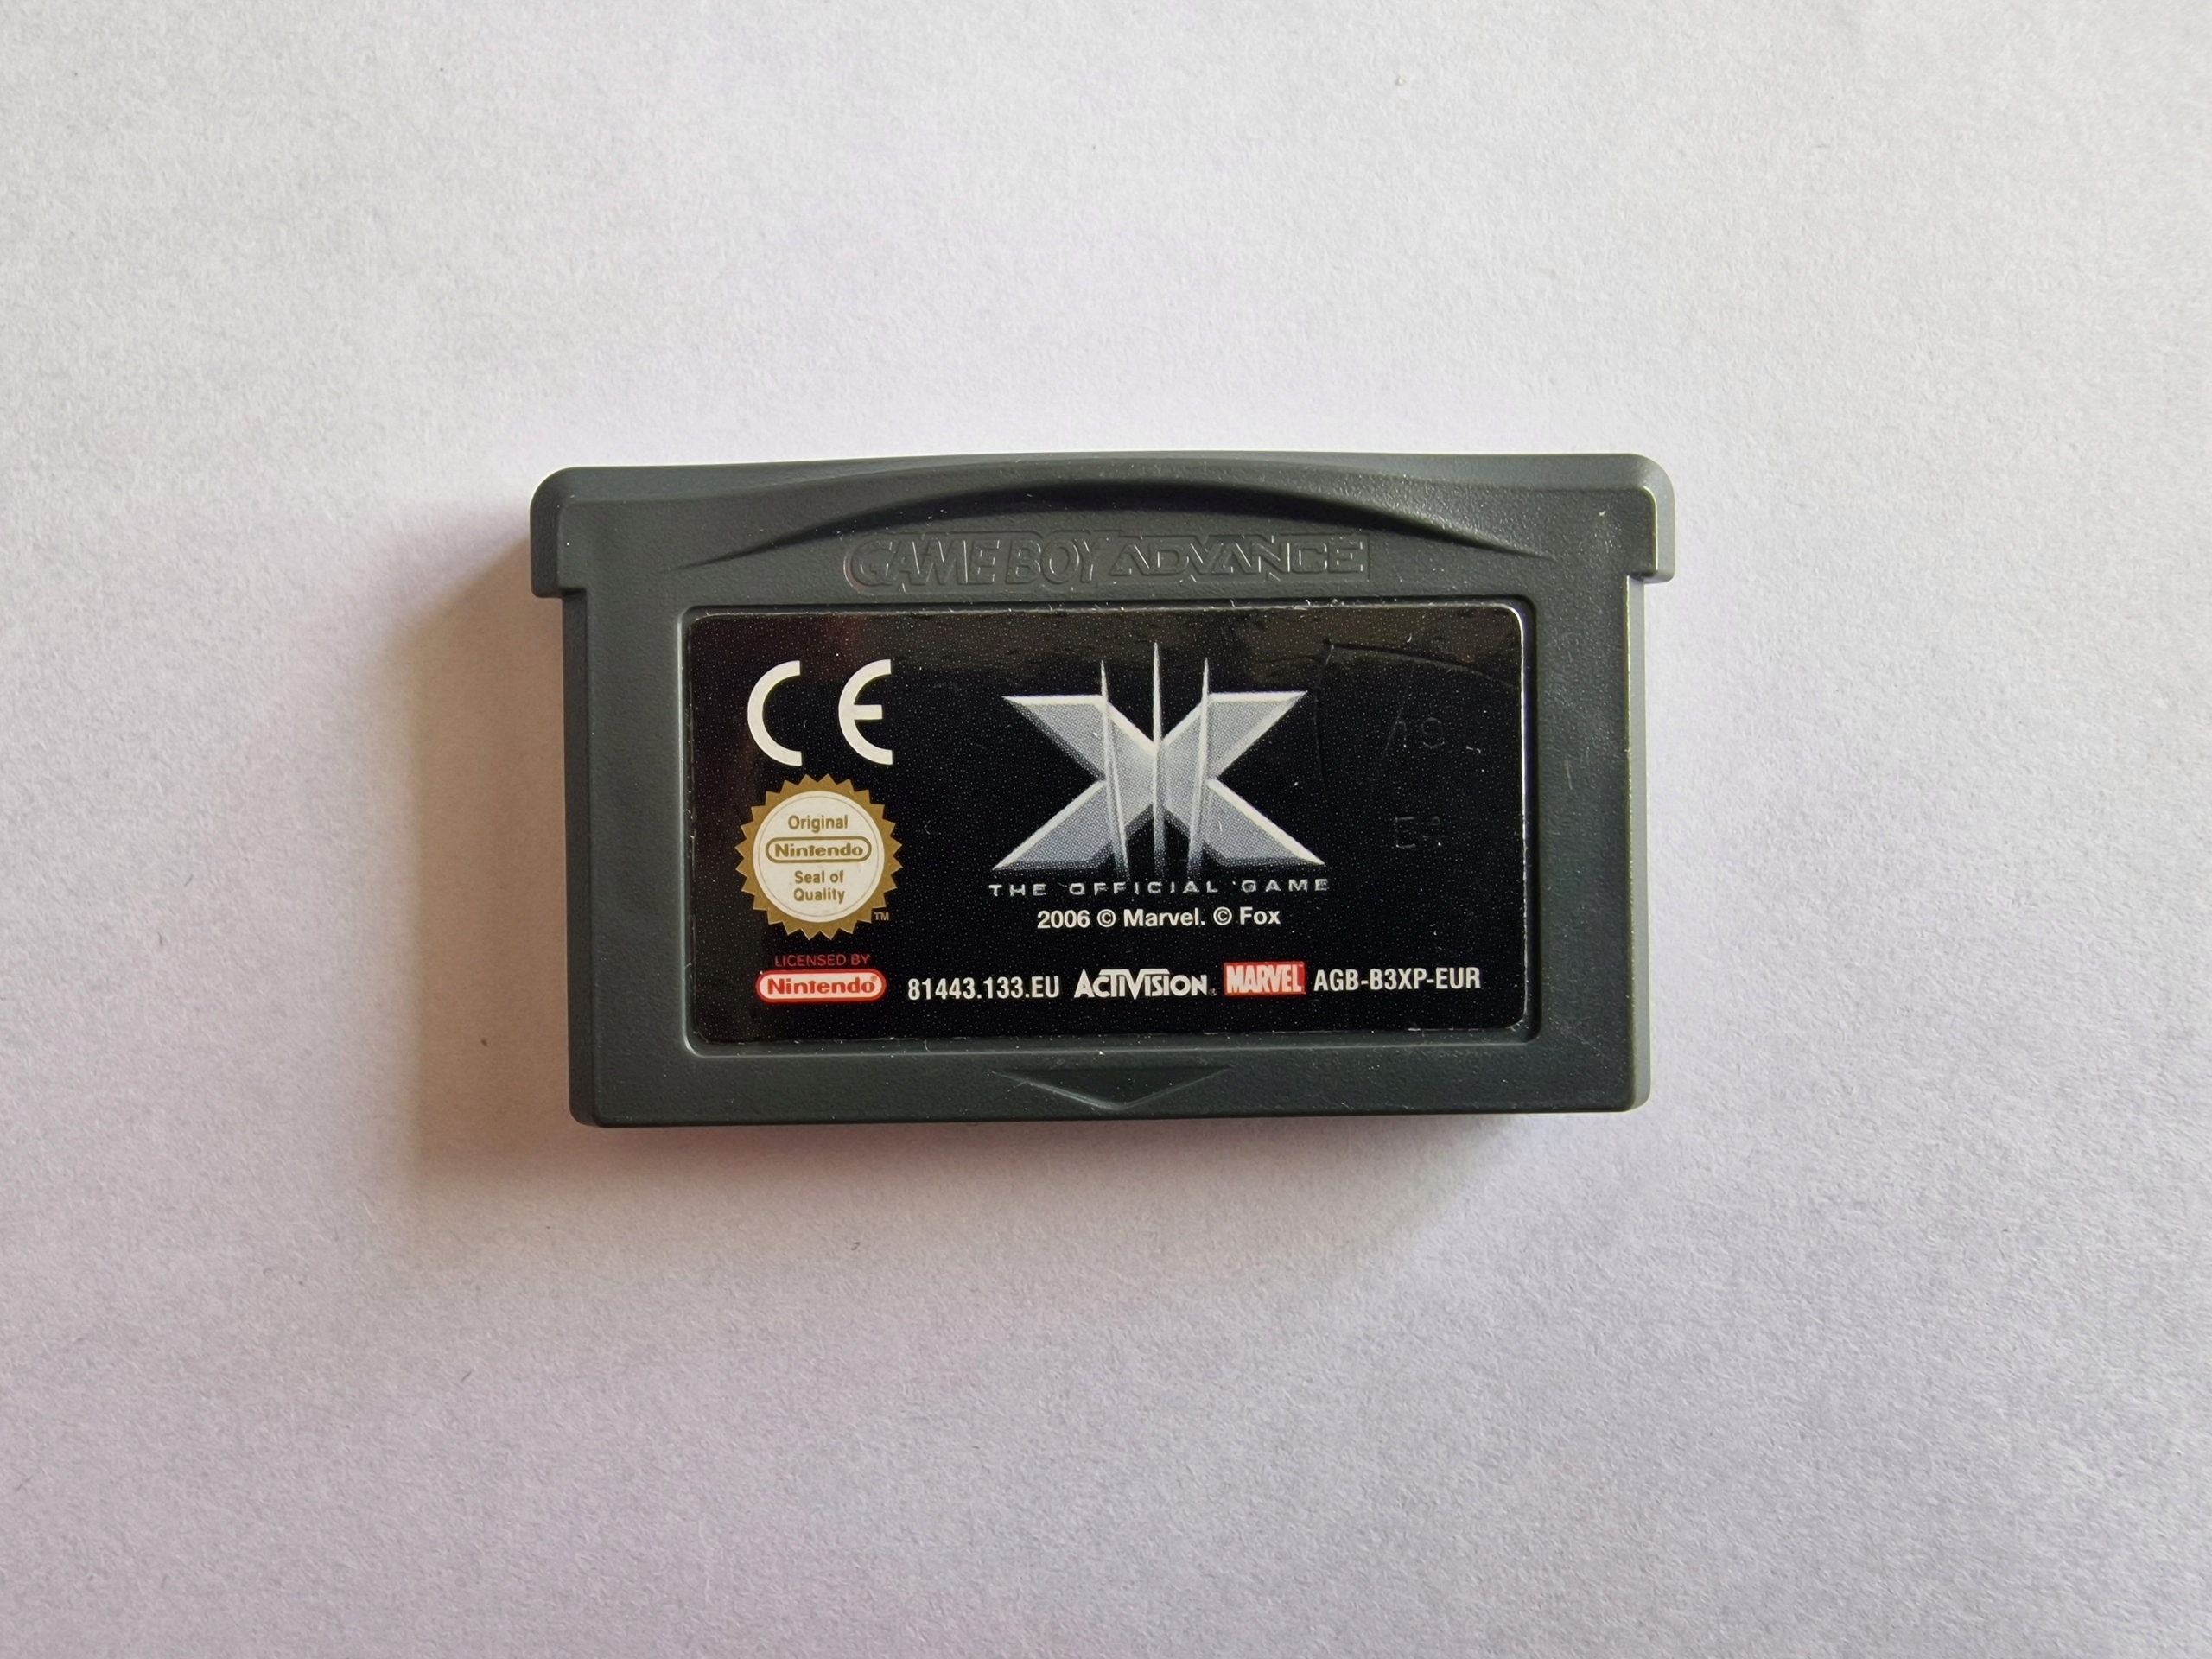 GAME BOY ADVANCE
CE
Original
Nintendo
Seal of
Quality
TM
THE OFFICIAL GAME
2006 © Marvel. © Fox
LICENSED BY
Nintendo®
81443.133.EU ACTIVISION® MARVEL AGB-B3XP-EUR